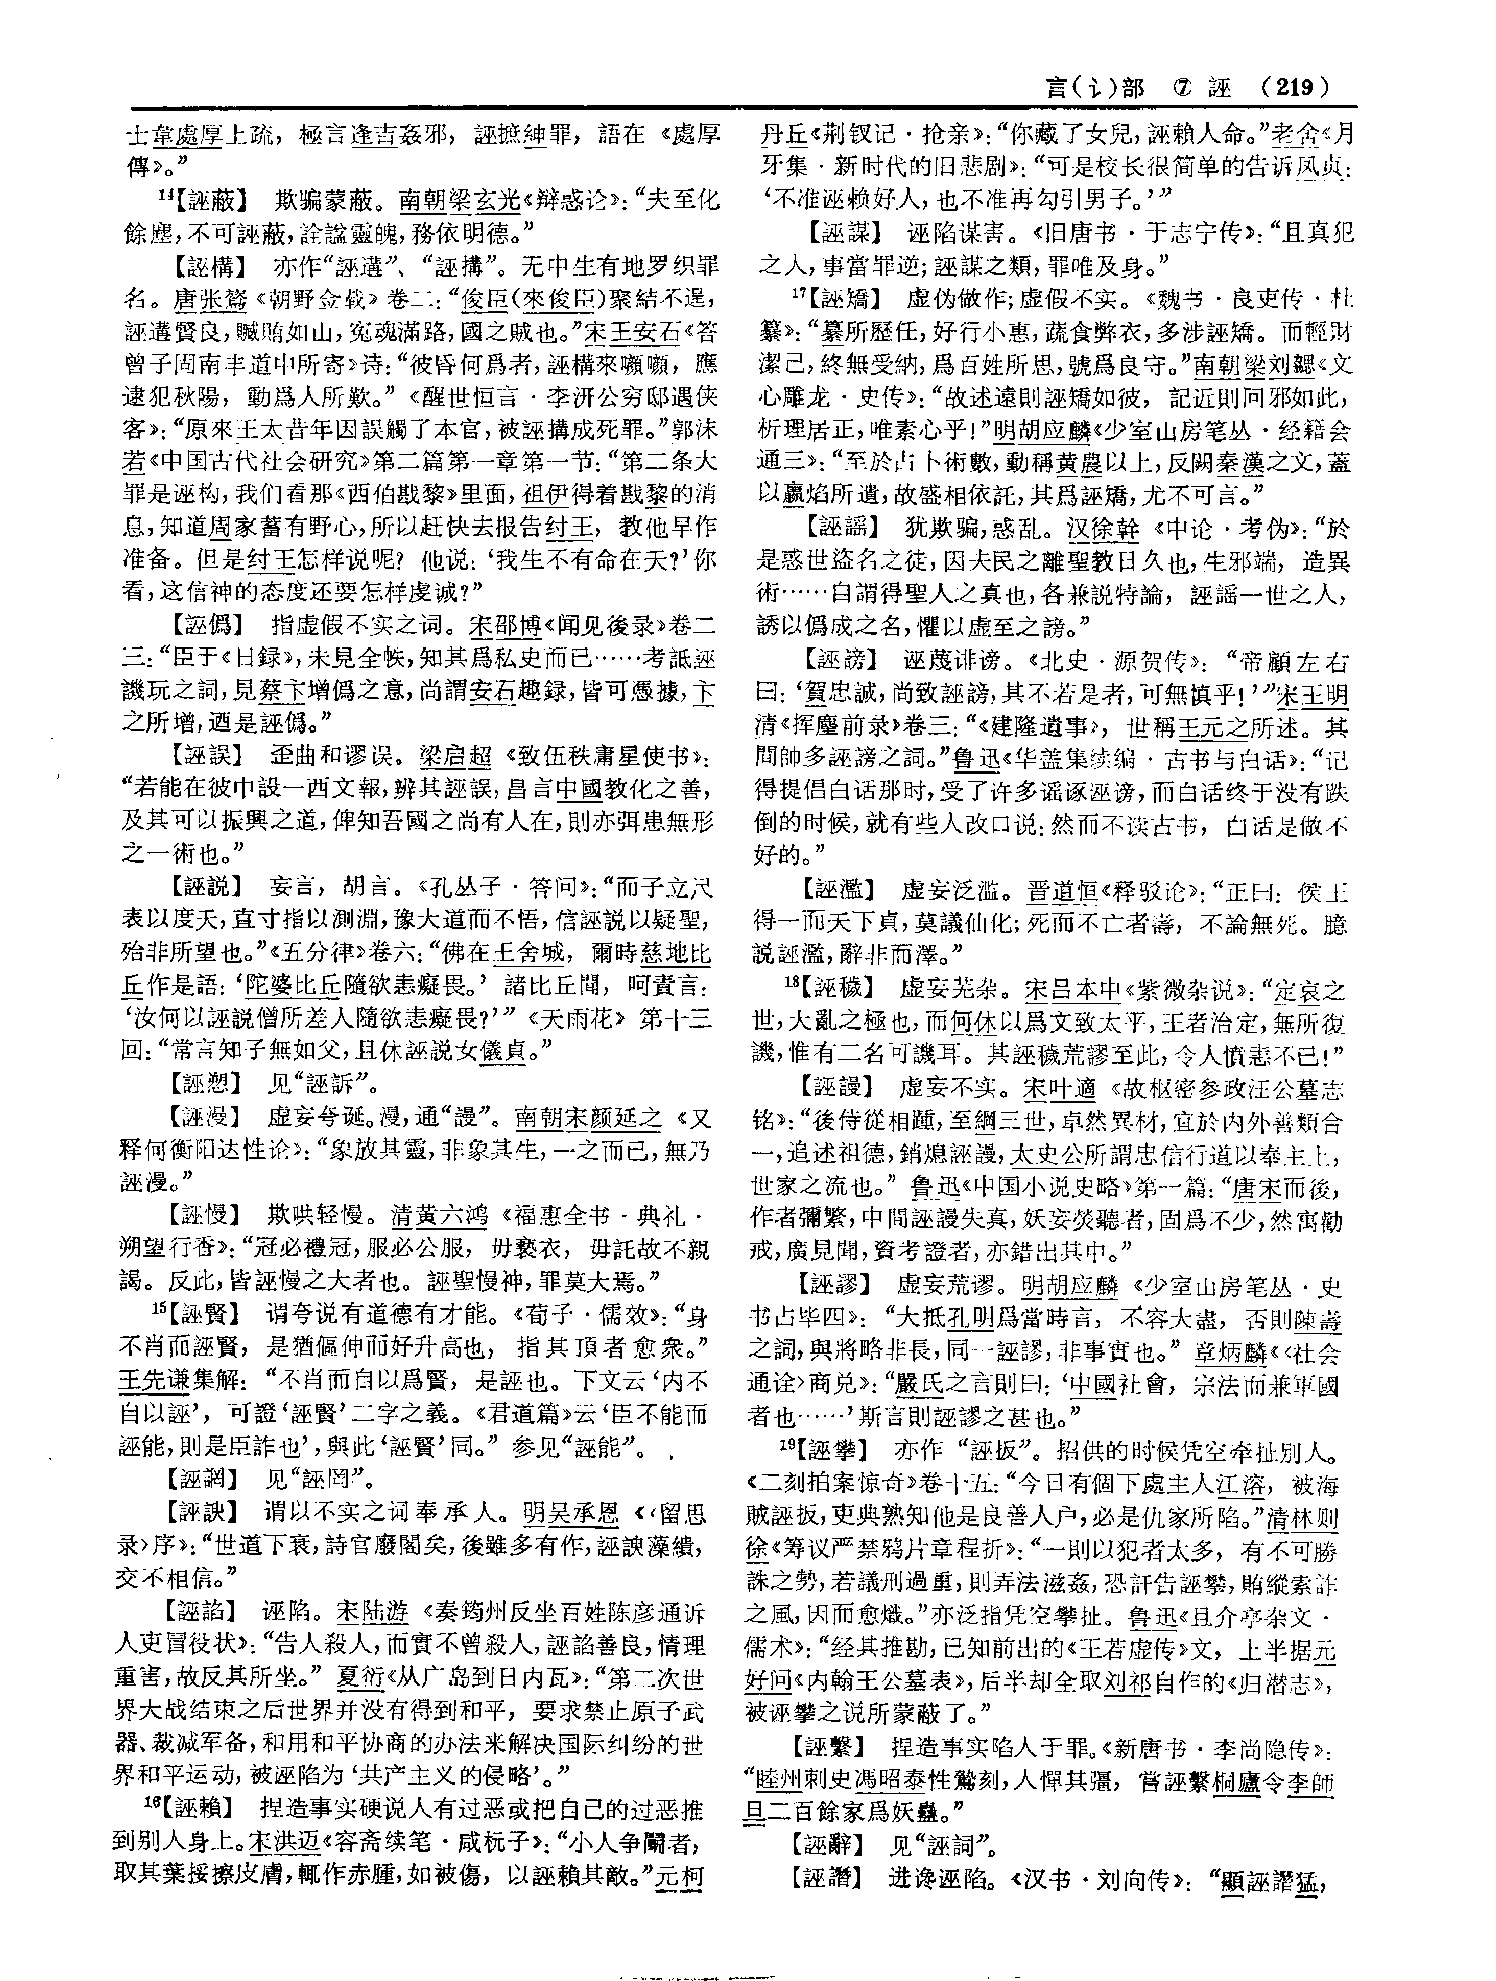 言(讠)部 ⑦ 誣 (219)
士韋處厚上疏，極言逢吉姦邪，誣摭紳罪，語在《處厚
傳》。”
¹⁴【誣蔽】 欺骗蒙蔽。南朝梁玄光《辩惑论》：“夫至化
餘塵，不可誣蔽，詮謚靈魄，務依明德。”
【誣構】 亦作“誣遘”、“誣搆”。无中生有地罗织罪
名。唐张鷟《朝野佥载》卷二：“俊臣(來俊臣)聚結不逞，
誣遘賢良，贓賄如山，冤魂滿路，國之賊也。”宋王安石《答
曾子固南丰道中所寄》诗：“彼昏何爲者，誣構來噸噸，應
逮犯秋陽，動爲人所歎。”《醒世恒言·李汧公穷邸遇侠
客》：“原來王太昔年因誤觸了本官，被誣搆成死罪。”郭沫
若《中国古代社会研究》第二篇第一章第一节：“第二条大
罪是诬构，我们看那《西伯戡黎》里面，祖伊得着戡黎的消
息，知道周家蓄有野心，所以赶快去报告纣王，教他早作
准备。但是纣王怎样说呢？他说：‘我生不有命在天？’你
看，这信神的态度还要怎样虔诚？”
【誣僞】 指虚假不实之词。宋邵博《闻见後录》卷二
三：“臣于《日録》，未見全帙，知其爲私史而已……考詆誣
譏玩之詞，見蔡卞增僞之意，尚謂安石趣録，皆可憑據，卞
之所增，迺是誣僞。”
【誣誤】 歪曲和谬误。梁启超《致伍秩庸星使书》：
“若能在彼中設一西文報，辨其誣誤，昌言中國教化之善，
及其可以振興之道，俾知吾國之尚有人在，則亦弭患無形
之一術也。”
【誣説】 妄言，胡言。《孔丛子·答问》：“而子立尺
表以度天，直寸指以測淵，豫大道而不悟，信誣説以疑聖，
殆非所望也。”《五分律》卷六：“佛在王舍城，爾時慈地比
丘作是語：‘陀婆比丘隨欲恚癡畏。’諸比丘聞，呵責言：
‘汝何以誣説僧所差人隨欲恚癡畏？’”《天雨花》第十三
回：“常言知子無如父，且休誣説女儀貞。”
【誣愬】 见“誣訴”。
【誣漫】 虚妄夸诞。漫，通“謾”。南朝宋颜延之《又
释何衡阳达性论》：“象放其靈，非象其生，一之而已，無乃
誣漫。”
【誣慢】 欺哄轻慢。清黄六鸿《福惠全书·典礼·
朔望行香》：“冠必禮冠，服必公服，毋褻衣，毋託故不親
謁。反此，皆誣慢之大者也。誣聖慢神，罪莫大焉。”
¹⁵【誣賢】 谓夸说有道德有才能。《荀子·儒效》：“身
不肖而誣賢，是猶傴伸而好升高也，指其頂者愈衆。”
王先谦集解：“不肖而自以爲賢，是誣也。下文云‘内不
自以誣’，可證‘誣賢’二字之義。《君道篇》云‘臣不能而
誣能，則是臣詐也’，與此‘誣賢’同。”参见“誣能”。
【誣調】 见“誣罔”。
【誣諛】 谓以不实之词奉承人。明吴承恩《〈留思
录〉序》：“世道下衰，詩官廢闇矣，後雖多有作，誣諛藻繢，
交不相信。”
【誣諂】 诬陷。宋陆游《奏筠州反坐百姓陈彦通诉
人吏冒役状》：“告人殺人，而實不曾殺人，誣諂善良，情理
重害，故反其所坐。”夏衍《从广岛到日内瓦》：“第二次世
界大战结束之后世界并没有得到和平，要求禁止原子武
器、裁减军备，和用和平协商的办法来解决国际纠纷的世
界和平运动，被诬陷为‘共产主义的侵略’。”
¹⁶【誣賴】 捏造事实硬说人有过恶或把自己的过恶推
到别人身上。宋洪迈《容斋续笔·咸杬子》：“小人争鬬者，
取其葉挼擦皮膚，輒作赤腫，如被傷，以誣賴其敵。”元柯
丹丘《荆钗记·抢亲》：“你藏了女兒，誣賴人命。”老舍《月
牙集·新时代的旧悲剧》：“可是校长很简单的告诉凤贞：
‘不准诬赖好人，也不准再勾引男子。’”
【誣謀】 诬陷谋害。《旧唐书·于志宁传》：“且真犯
之人，事當罪逆；誣謀之類，罪唯及身。”
¹⁷【誣矯】 虚伪做作；虚假不实。《魏书·良吏传·杜
纂》：“纂所歷任，好行小惠，蔬食弊衣，多涉誣矯。而輕財
潔己，終無受納，爲百姓所思，號爲良守。”南朝梁刘勰《文
心雕龙·史传》：“故述遠則誣矯如彼，記近則回邪如此，
析理居正，唯素心乎！”明胡应麟《少室山房笔丛·经籍会
通三》：“至於占卜術數，動稱黄農以上，反闕秦漢之文，蓋
以嬴焰所遺，故盛相依託，其爲誣矯，尤不可言。”
【誣謡】 犹欺骗，惑乱。汉徐幹《中论·考伪》：“於
是惑世盜名之徒，因夫民之離聖教日久也，生邪端，造異
術……自謂得聖人之真也，各兼説特論，誣謡一世之人，
誘以僞成之名，懼以虚至之謗。”
【誣謗】 诬蔑诽谤。《北史·源贺传》：“帝顧左右
曰：‘賀忠誠，尚致誣謗，其不若是者，可無慎乎！’”宋王明
清《挥麈前录》卷三：“《建隆遺事》，世稱王元之所述。其
間帥多誣謗之詞。”鲁迅《华盖集续编·古书与白话》：“记
得提倡白话那时，受了许多谣诼诬谤，而白话终于没有跌
倒的时候，就有些人改口说：然而不读古书，白话是做不
好的。”
【誣濫】 虚妄泛滥。晋道恒《释驳论》：“正曰：侯王
得一而天下貞，莫議仙化；死而不亡者壽，不論無死。臆
説誣濫，辭非而澤。”
¹⁸【誣穢】 虚妄芜杂。宋吕本中《紫微杂说》：“定哀之
世，大亂之極也，而何休以爲文致太平，王者治定，無所復
譏，惟有二名可譏耳。其誣穢荒謬至此，令人憤恚不已！”
【誣謾】 虚妄不实。宋叶適《故枢密参政汪公墓志
铭》：“後侍從相踵，至綱三世，卓然異材，宜於内外善類合
一，追述祖德，銷熄誣謾，太史公所謂忠信行道以奉主上，
世家之流也。”鲁迅《中国小说史略》第一篇：“唐宋而後，
作者彌繁，中間誣謾失真，妖妄熒聽者，固爲不少，然寓勸
戒，廣見聞，資考證者，亦錯出其中。”
【誣謬】 虚妄荒谬。明胡应麟《少室山房笔丛·史
书占毕四》：“大抵孔明爲當時言，不容大盡，否則陳壽
之詞，與將略非長，同一誣謬，非事實也。”章炳麟《〈社会
通诠〉商兑》：“嚴氏之言則曰：‘中國社會，宗法而兼軍國
者也……’斯言則誣謬之甚也。”
¹⁹【誣攀】 亦作“誣扳”。招供的时候凭空牵扯别人。
《二刻拍案惊奇》卷十五：“今日有個下處主人江溶，被海
賊誣扳，吏典熟知他是良善人户，必是仇家所陷。”清林则
徐《筹议严禁鸦片章程折》：“一則以犯者太多，有不可勝
誅之勢，若議刑過重，則弄法滋姦，恐訐告誣攀，賄縱索詐
之風，因而愈熾。”亦泛指凭空攀扯。鲁迅《且介亭杂文·
儒术》：“经其推勘，已知前出的《王若虚传》文，上半据元
好问《内翰王公墓表》，后半却全取刘祁自作的《归潜志》，
被诬攀之说所蒙蔽了。”
【誣繫】 捏造事实陷人于罪。《新唐书·李尚隐传》：
“睦州刺史馮昭泰性鷙刻，人憚其彊，嘗誣繫桐廬令李師
旦二百餘家爲妖蠱。”
【誣辭】 见“誣詞”。
【誣譖】 进谗诬陷。《汉书·刘向传》：“顯誣譖猛，